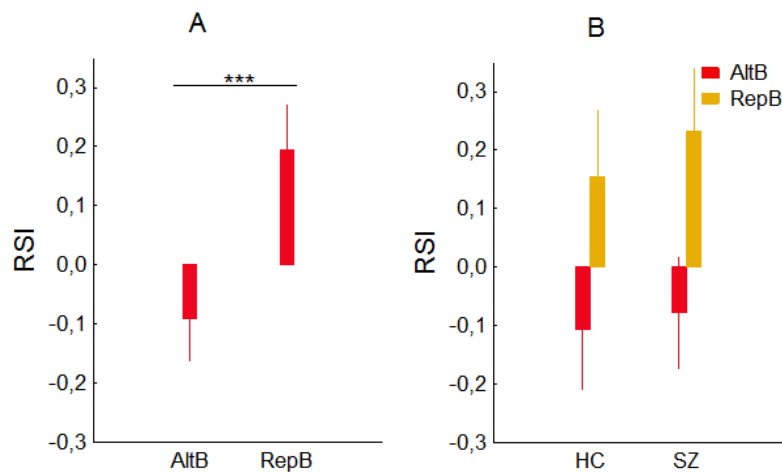 A
RSI
0,3
0,2
0,1
0,0
-0,1
-0,2
-0,3
***
AltB RepB
B
AltB
RepB
RSI
0,3
0,2
0,1
0,0
-0,1
-0,2
-0,3
HC SZ